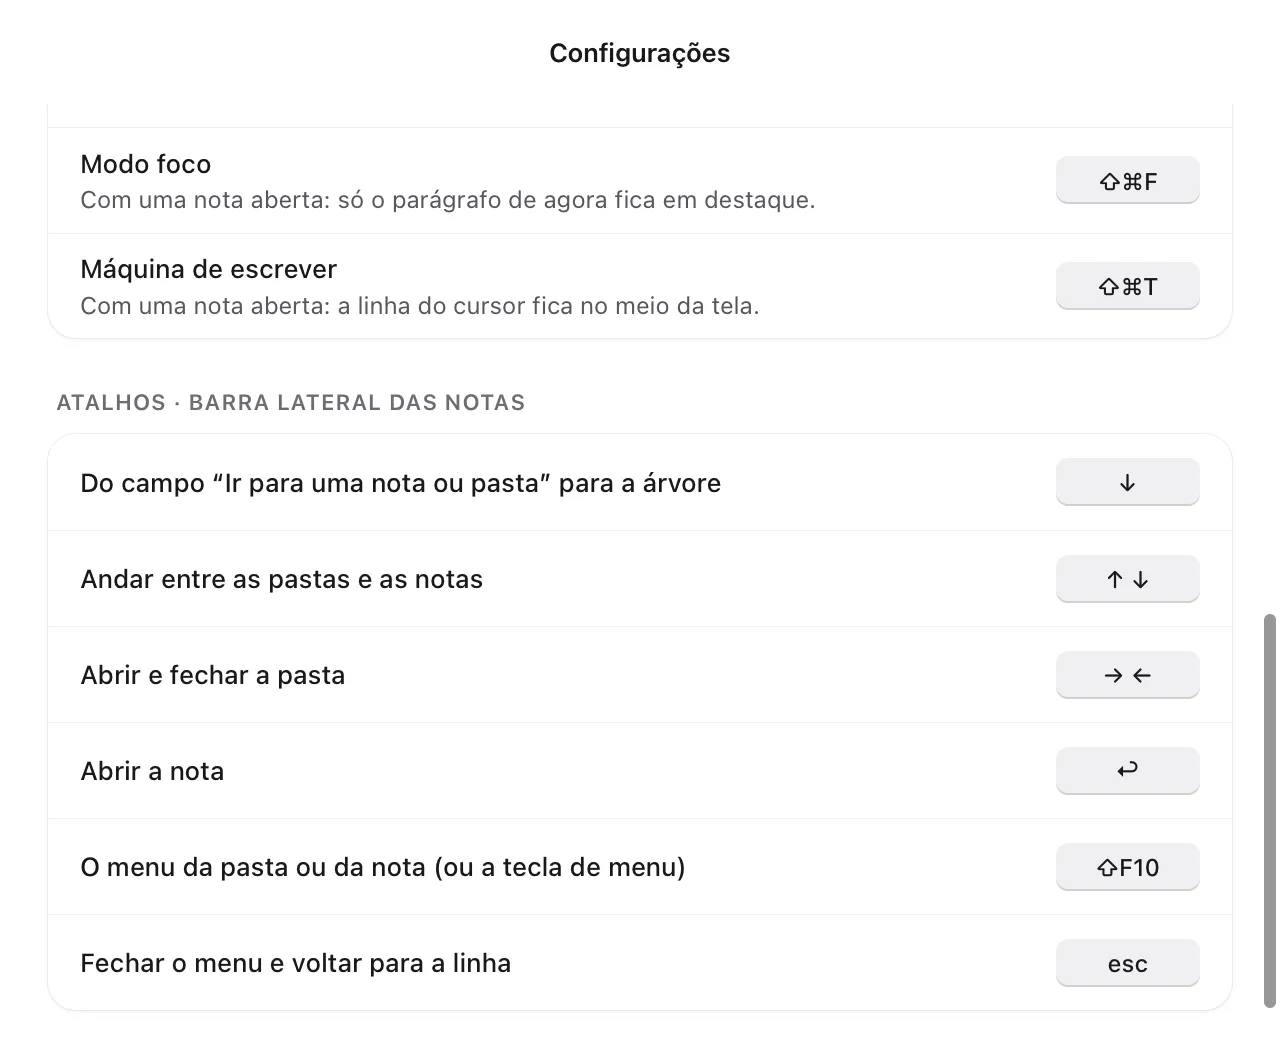 Configurações
Modo foco
⇧⌘F
Com uma nota aberta: só o parágrafo de agora fica em destaque.
Máquina de escrever
⇧⌘T
Com uma nota aberta: a linha do cursor fica no meio da tela.
ATALHOS · BARRA LATERAL DAS NOTAS
Do campo “Ir para uma nota ou pasta” para a árvore
↓
Andar entre as pastas e as notas
↑ ↓
Abrir e fechar a pasta
→ ←
Abrir a nota
↩
O menu da pasta ou da nota (ou a tecla de menu)
⇧F10
Fechar o menu e voltar para a linha
esc